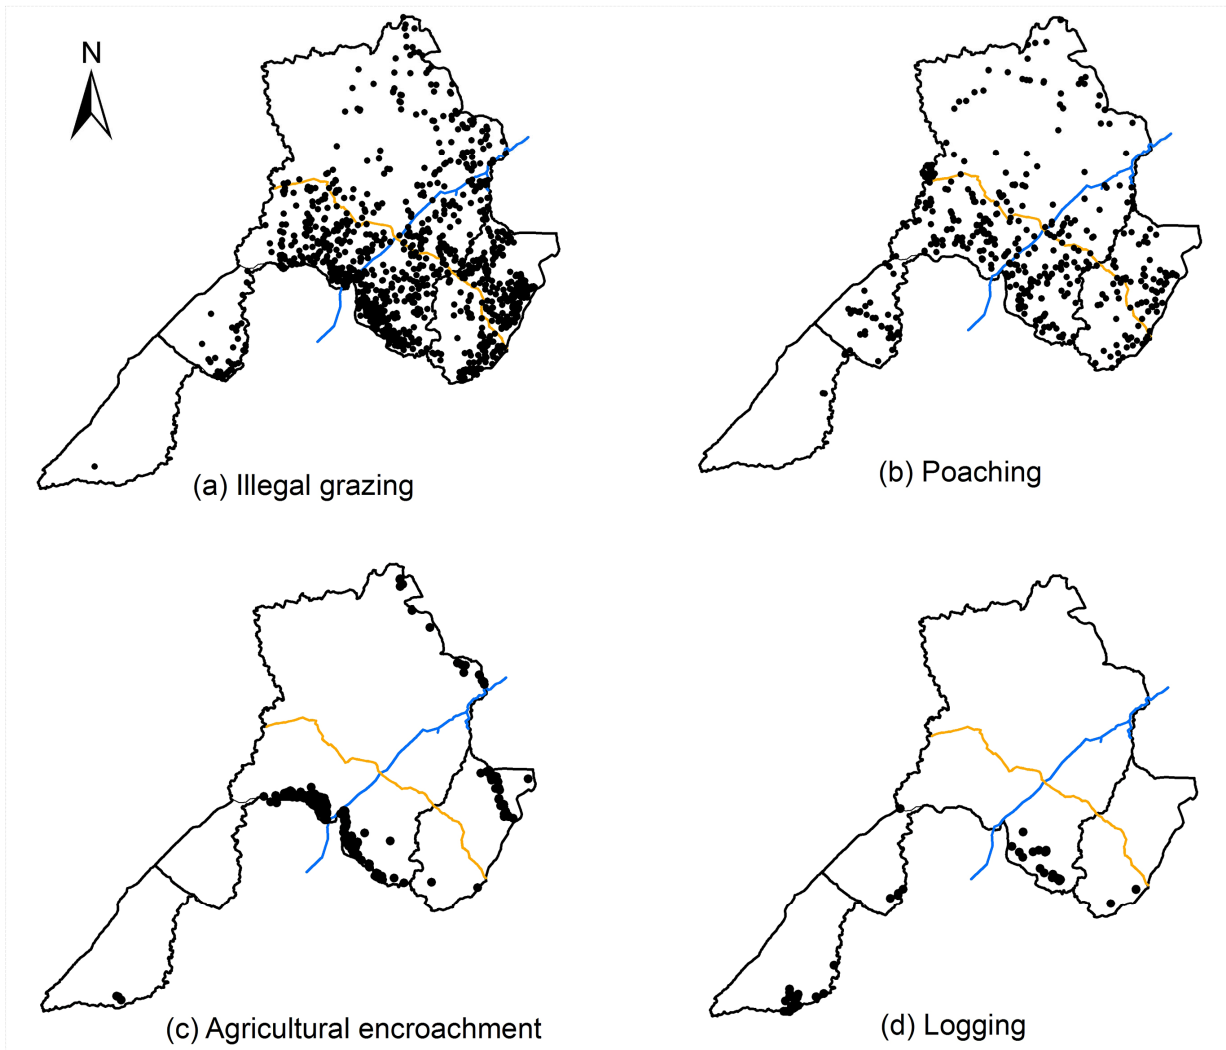 N
(a) Illegal grazing
(b) Poaching
(c) Agricultural encroachment
(d) Logging